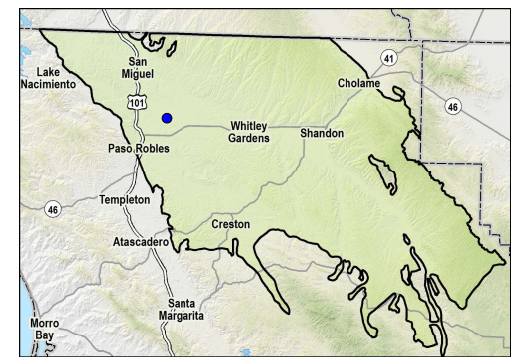 San
Miguel
41
Lake
Nacimiento
Cholame
101
46
Whitley
Gardens
Shandon
Paso Robles
Templeton
46
Creston
Atascadero
Santa
Margarita
Morro
Bay